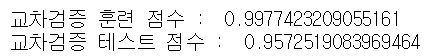 교차검증 훈련 점수 :  0.9977423209055161
교차검증 테스트 점수 :  0.9572519083969464